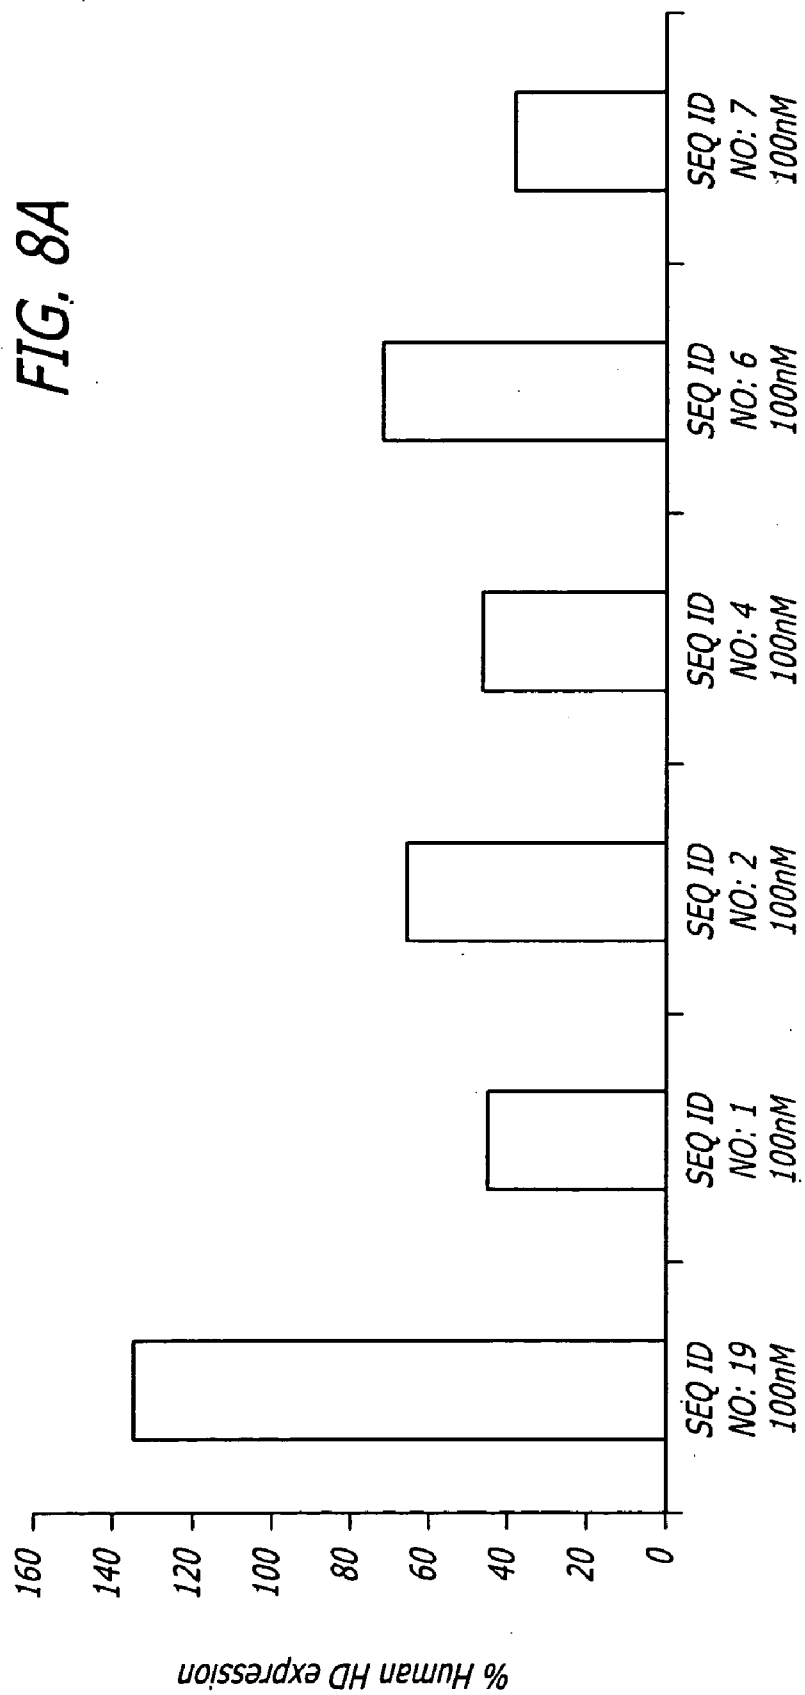 FIG. 8A
% Human HD expression
160
140
120
100
80
60
40
20
0
SEQ ID
NO: 19
100nM
SEQ ID
NO: 1
100nM
SEQ ID
NO: 2
100nM
SEQ ID
NO: 4
100nM
SEQ ID
NO: 6
100nM
SEQ ID
NO: 7
100nM